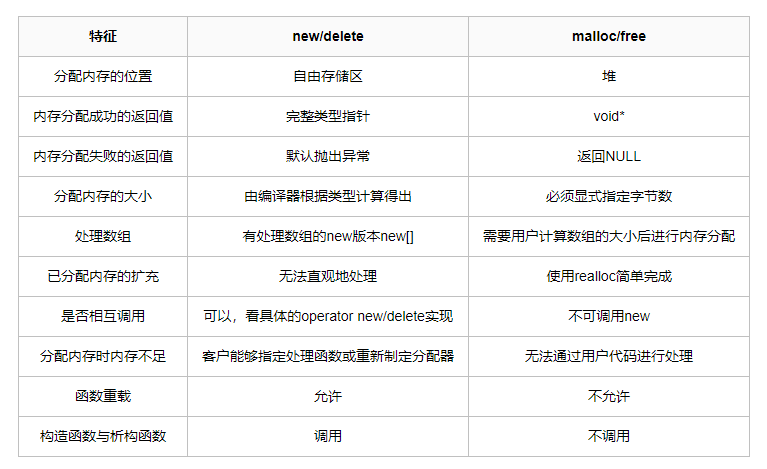 特征 new/delete malloc/free
分配内存的位置 自由存储区 堆
内存分配成功的返回值 完整类型指针 void*
内存分配失败的返回值 默认抛出异常 返回NULL
分配内存的大小 由编译器根据类型计算得出 必须显式指定字节数
处理数组 有处理数组的new版本new[] 需要用户计算数组的大小后进行内存分配
已分配内存的扩充 无法直观地处理 使用realloc简单完成
是否相互调用 可以，看具体的operator new/delete实现 不可调用new
分配内存时内存不足 客户能够指定处理函数或重新制定分配器 无法通过用户代码进行处理
函数重载 允许 不允许
构造函数与析构函数 调用 不调用